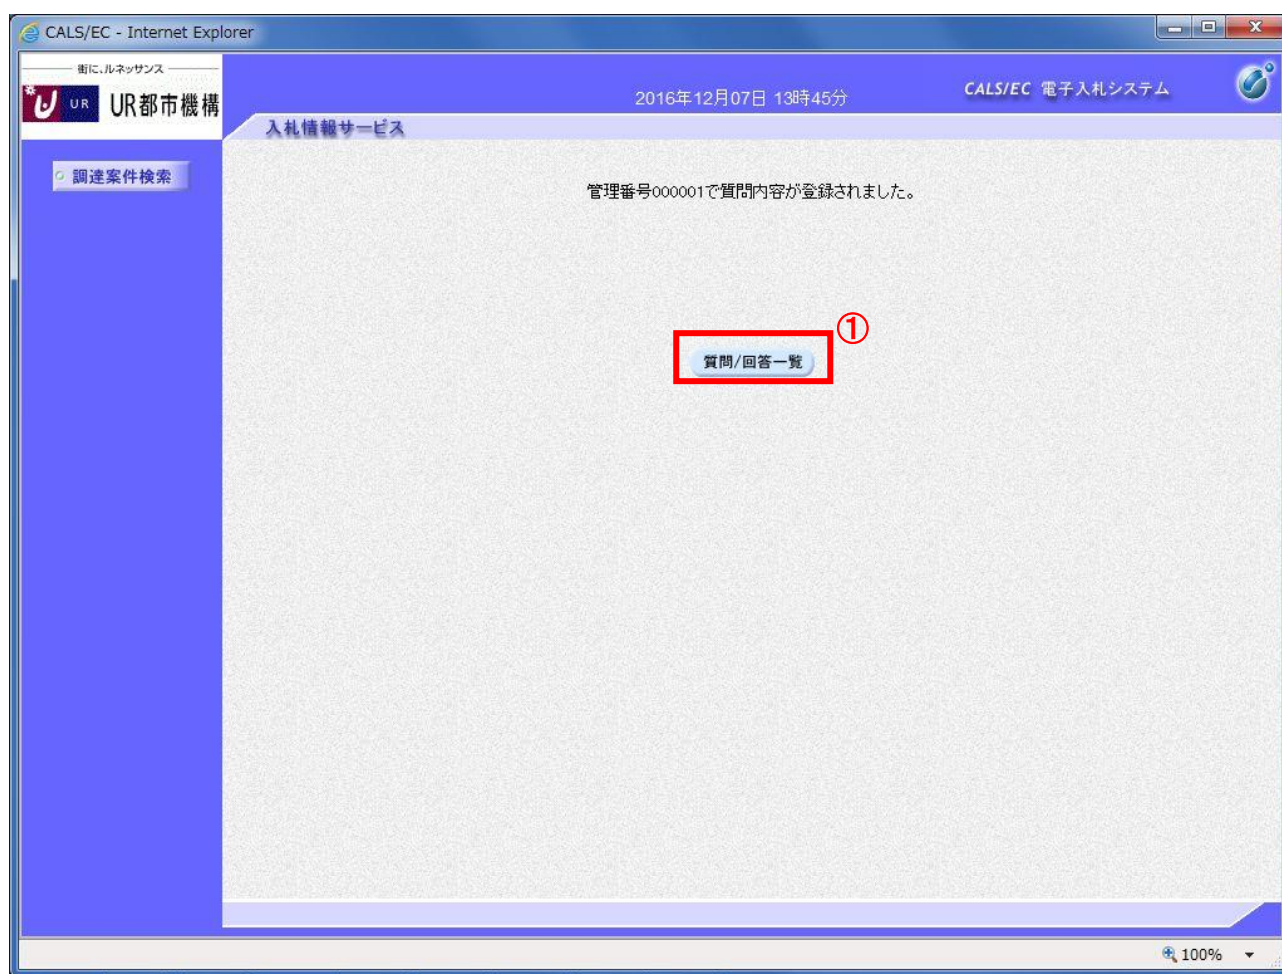 CALS/EC - Internet Explorer
街に、ルネッサンス
UR UR都市機構
2016年12月07日 13時45分
CALS/EC 電子入札システム
入札情報サービス
調達案件検索
管理番号000001で質問内容が登録されました。
①
質問/回答一覧
100%